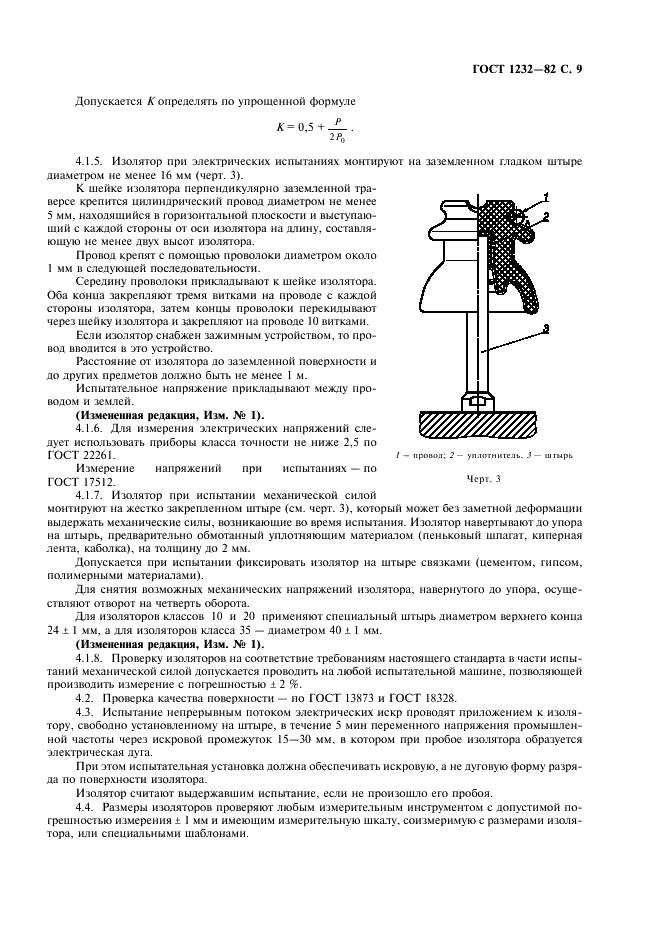 ГОСТ 1232—82 С. 9
Допускается K определять по упрощенной формуле
K = 0,5 + P / 2P₀ .
4.1.5. Изолятор при электрических испытаниях монтируют на заземленном гладком штыре
диаметром не менее 16 мм (черт. 3).
К шейке изолятора перпендикулярно заземленной тра-
версе крепится цилиндрический провод диаметром не менее
5 мм, находящийся в горизонтальной плоскости и выступаю-
щий с каждой стороны от оси изолятора на длину, составля-
ющую не менее двух высот изолятора.
Провод крепят с помощью проволоки диаметром около
1 мм в следующей последовательности.
Середину проволоки прикладывают к шейке изолятора.
Оба конца закрепляют тремя витками на проводе с каждой
стороны изолятора, затем концы проволоки перекидывают
через шейку изолятора и закрепляют на проводе 10 витками.
Если изолятор снабжен зажимным устройством, то про-
вод вводится в это устройство.
Расстояние от изолятора до заземленной поверхности и
до других предметов должно быть не менее 1 м.
Испытательное напряжение прикладывают между про-
водом и землей.
(Измененная редакция, Изм. № 1).
4.1.6. Для измерения электрических напряжений сле-
дует использовать приборы класса точности не ниже 2,5 по
ГОСТ 22261.
Измерение напряжений при испытаниях — по
ГОСТ 17512.
1
2
3
1 — провод; 2 — уплотнитель, 3 — штырь
Черт. 3
4.1.7. Изолятор при испытании механической силой
монтируют на жестко закрепленном штыре (см. черт. 3), который может без заметной деформации
выдержать механические силы, возникающие во время испытания. Изолятор навертывают до упора
на штырь, предварительно обмотанный уплотняющим материалом (пеньковый шпагат, киперная
лента, каболка), на толщину до 2 мм.
Допускается при испытании фиксировать изолятор на штыре связками (цементом, гипсом,
полимерными материалами).
Для снятия возможных механических напряжений изолятора, навернутого до упора, осуще-
ствляют отворот на четверть оборота.
Для изоляторов классов 10 и 20 применяют специальный штырь диаметром верхнего конца
24 ± 1 мм, а для изоляторов класса 35 — диаметром 40 ± 1 мм.
(Измененная редакция, Изм. № 1).
4.1.8. Проверку изоляторов на соответствие требованиям настоящего стандарта в части испы-
таний механической силой допускается проводить на любой испытательной машине, позволяющей
производить измерение с погрешностью ± 2 %.
4.2. Проверка качества поверхности — по ГОСТ 13873 и ГОСТ 18328.
4.3. Испытание непрерывным потоком электрических искр проводят приложением к изоля-
тору, свободно установленному на штыре, в течение 5 мин переменного напряжения промышлен-
ной частоты через искровой промежуток 15—30 мм, в котором при пробое изолятора образуется
электрическая дуга.
При этом испытательная установка должна обеспечивать искровую, а не дуговую форму разря-
да по поверхности изолятора.
Изолятор считают выдержавшим испытание, если не произошло его пробоя.
4.4. Размеры изоляторов проверяют любым измерительным инструментом с допустимой по-
грешностью измерения ± 1 мм и имеющим измерительную шкалу, соизмеримую с размерами изоля-
тора, или специальными шаблонами.